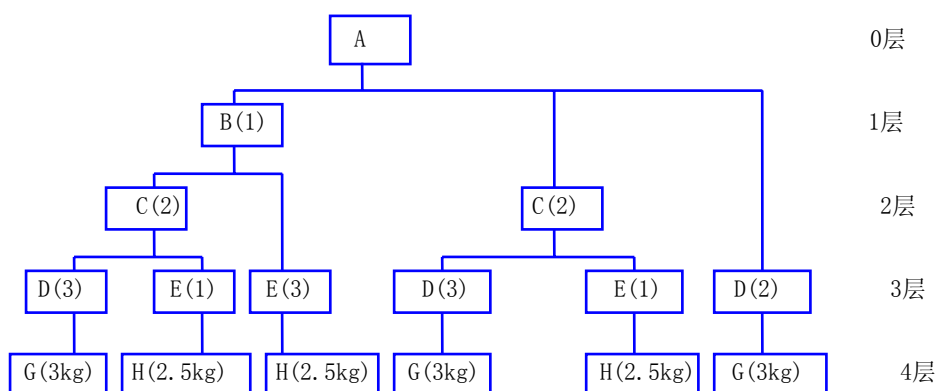 A 0层
B(1) 1层
C(2) C(2) 2层
D(3) E(1) E(3) D(3) E(1) D(2) 3层
G(3kg) H(2.5kg) H(2.5kg) G(3kg) H(2.5kg) G(3kg) 4层